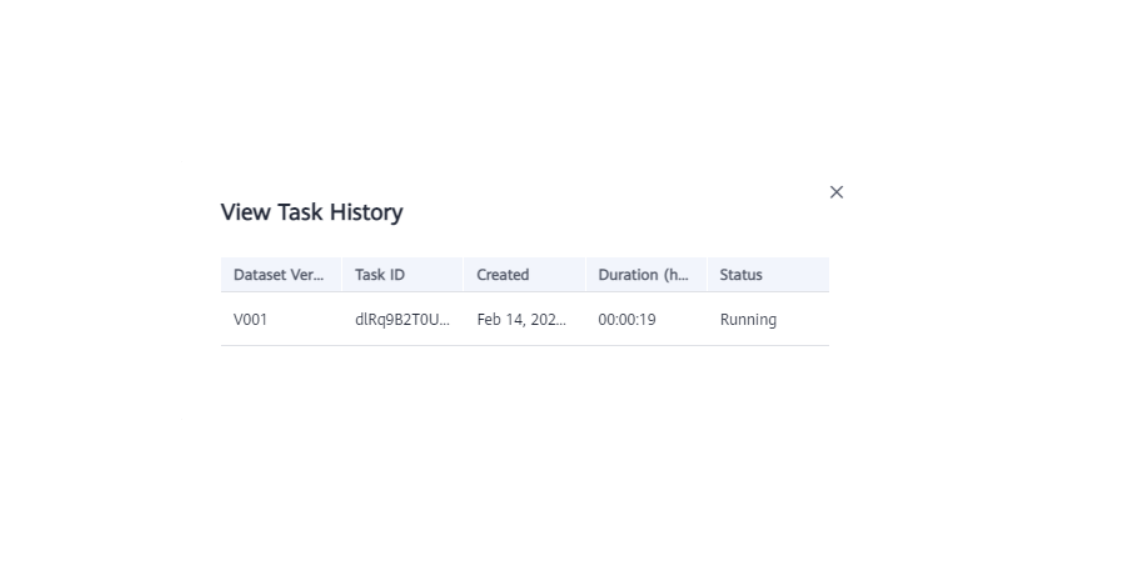 View Task History
Dataset Ver... Task ID Created Duration (h... Status
V001 dlRq9B2T0U... Feb 14, 202... 00:00:19 Running